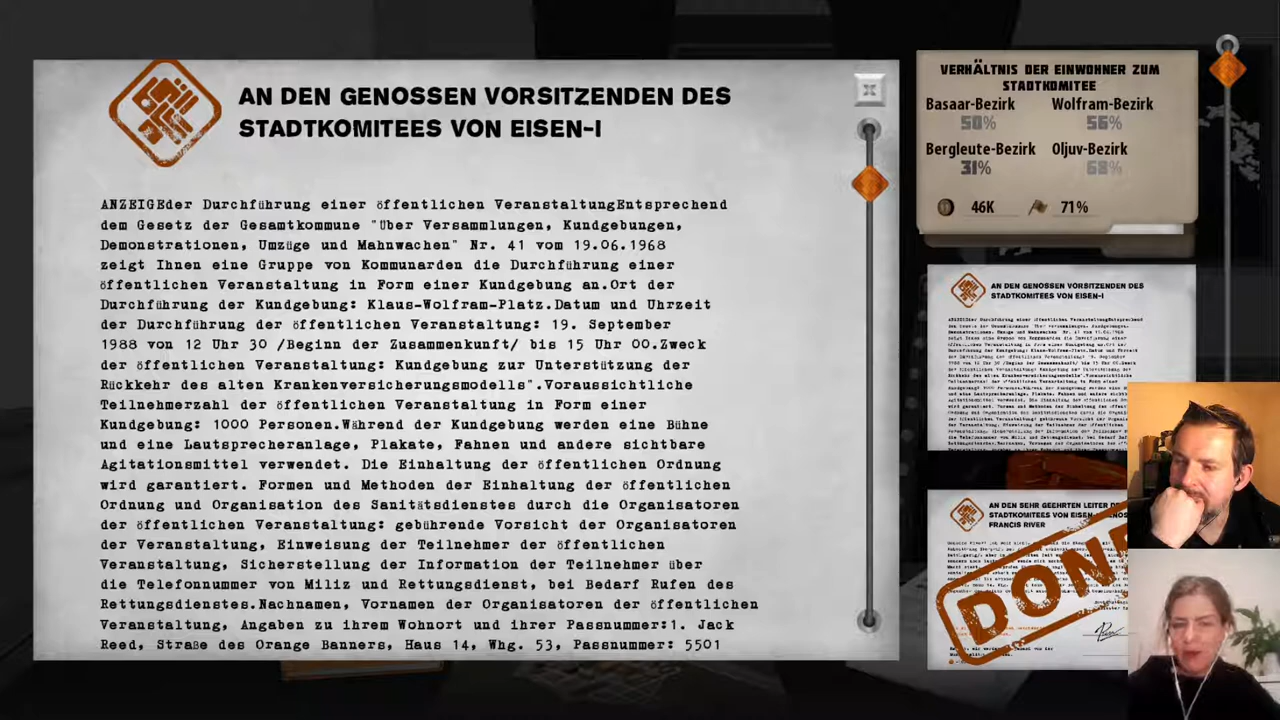 AN DEN GENOSSEN VORSITZENDEN DES
STADTKOMITEES VON EISEN-I
ANZEIGEder Durchführung einer öffentlichen VeranstaltungEntsprechend
dem Gesetz der Gesamtkommune "Über Versammlungen, Kundgebungen,
Demonstrationen, Umzüge und Mahnwachen" Nr. 41 vom 19.06.1968
zeigt Ihnen eine Gruppe von Kommunarden die Durchführung einer
öffentlichen Veranstaltung in Form einer Kundgebung an.Ort der
Durchführung der Kundgebung: Klaus-Wolfram-Platz.Datum und Uhrzeit
der Durchführung der öffentlichen Veranstaltung: 19. September
1988 von 12 Uhr 30 /Beginn der Zusammenkunft/ bis 15 Uhr 00.Zweck
der öffentlichen Veranstaltung: Kundgebung zur Unterstützung der
Rückkehr des alten Krankenversicherungsmodells".Voraussichtliche
Teilnehmerzahl der öffentlichen Veranstaltung in Form einer
Kundgebung: 1000 Personen.Während der Kundgebung werden eine Bühne
und eine Lautsprecheranlage, Plakate, Fahnen und andere sichtbare
Agitationsmittel verwendet. Die Einhaltung der öffentlichen Ordnung
wird garantiert. Formen und Methoden der Einhaltung der öffentlichen
Ordnung und Organisation des Sanitätsdienstes durch die Organisatoren
der öffentlichen Veranstaltung: gebührende Vorsicht der Organisatoren
der Veranstaltung, Einweisung der Teilnehmer der öffentlichen
Veranstaltung, Sicherstellung der Information der Teilnehmer über
die Telefonnummer von Miliz und Rettungsdienst, bei Bedarf Rufen des
Rettungsdienstes.Nachnamen, Vornamen der Organisatoren der öffentlichen
Veranstaltung, Angaben zu ihrem Wohnort und ihrer Passnummer:1. Jack
Reed, Straße des Orange Banners, Haus 14, Whg. 53, Passnummer: 5501
VERHÄLTNIS DER EINWOHNER ZUM
STADTKOMITEE
Basaar-Bezirk Wolfram-Bezirk
50% 56%
Bergleute-Bezirk Oljuv-Bezirk
31% 68%
46K 71%
AN DEN GENOSSEN VORSITZENDEN DES
STADTKOMITEES VON EISEN-I
AN DEN SEHR GEEHRTEN LEITER
STADTKOMITEES VON EISEN-
FRANCIS RIVER